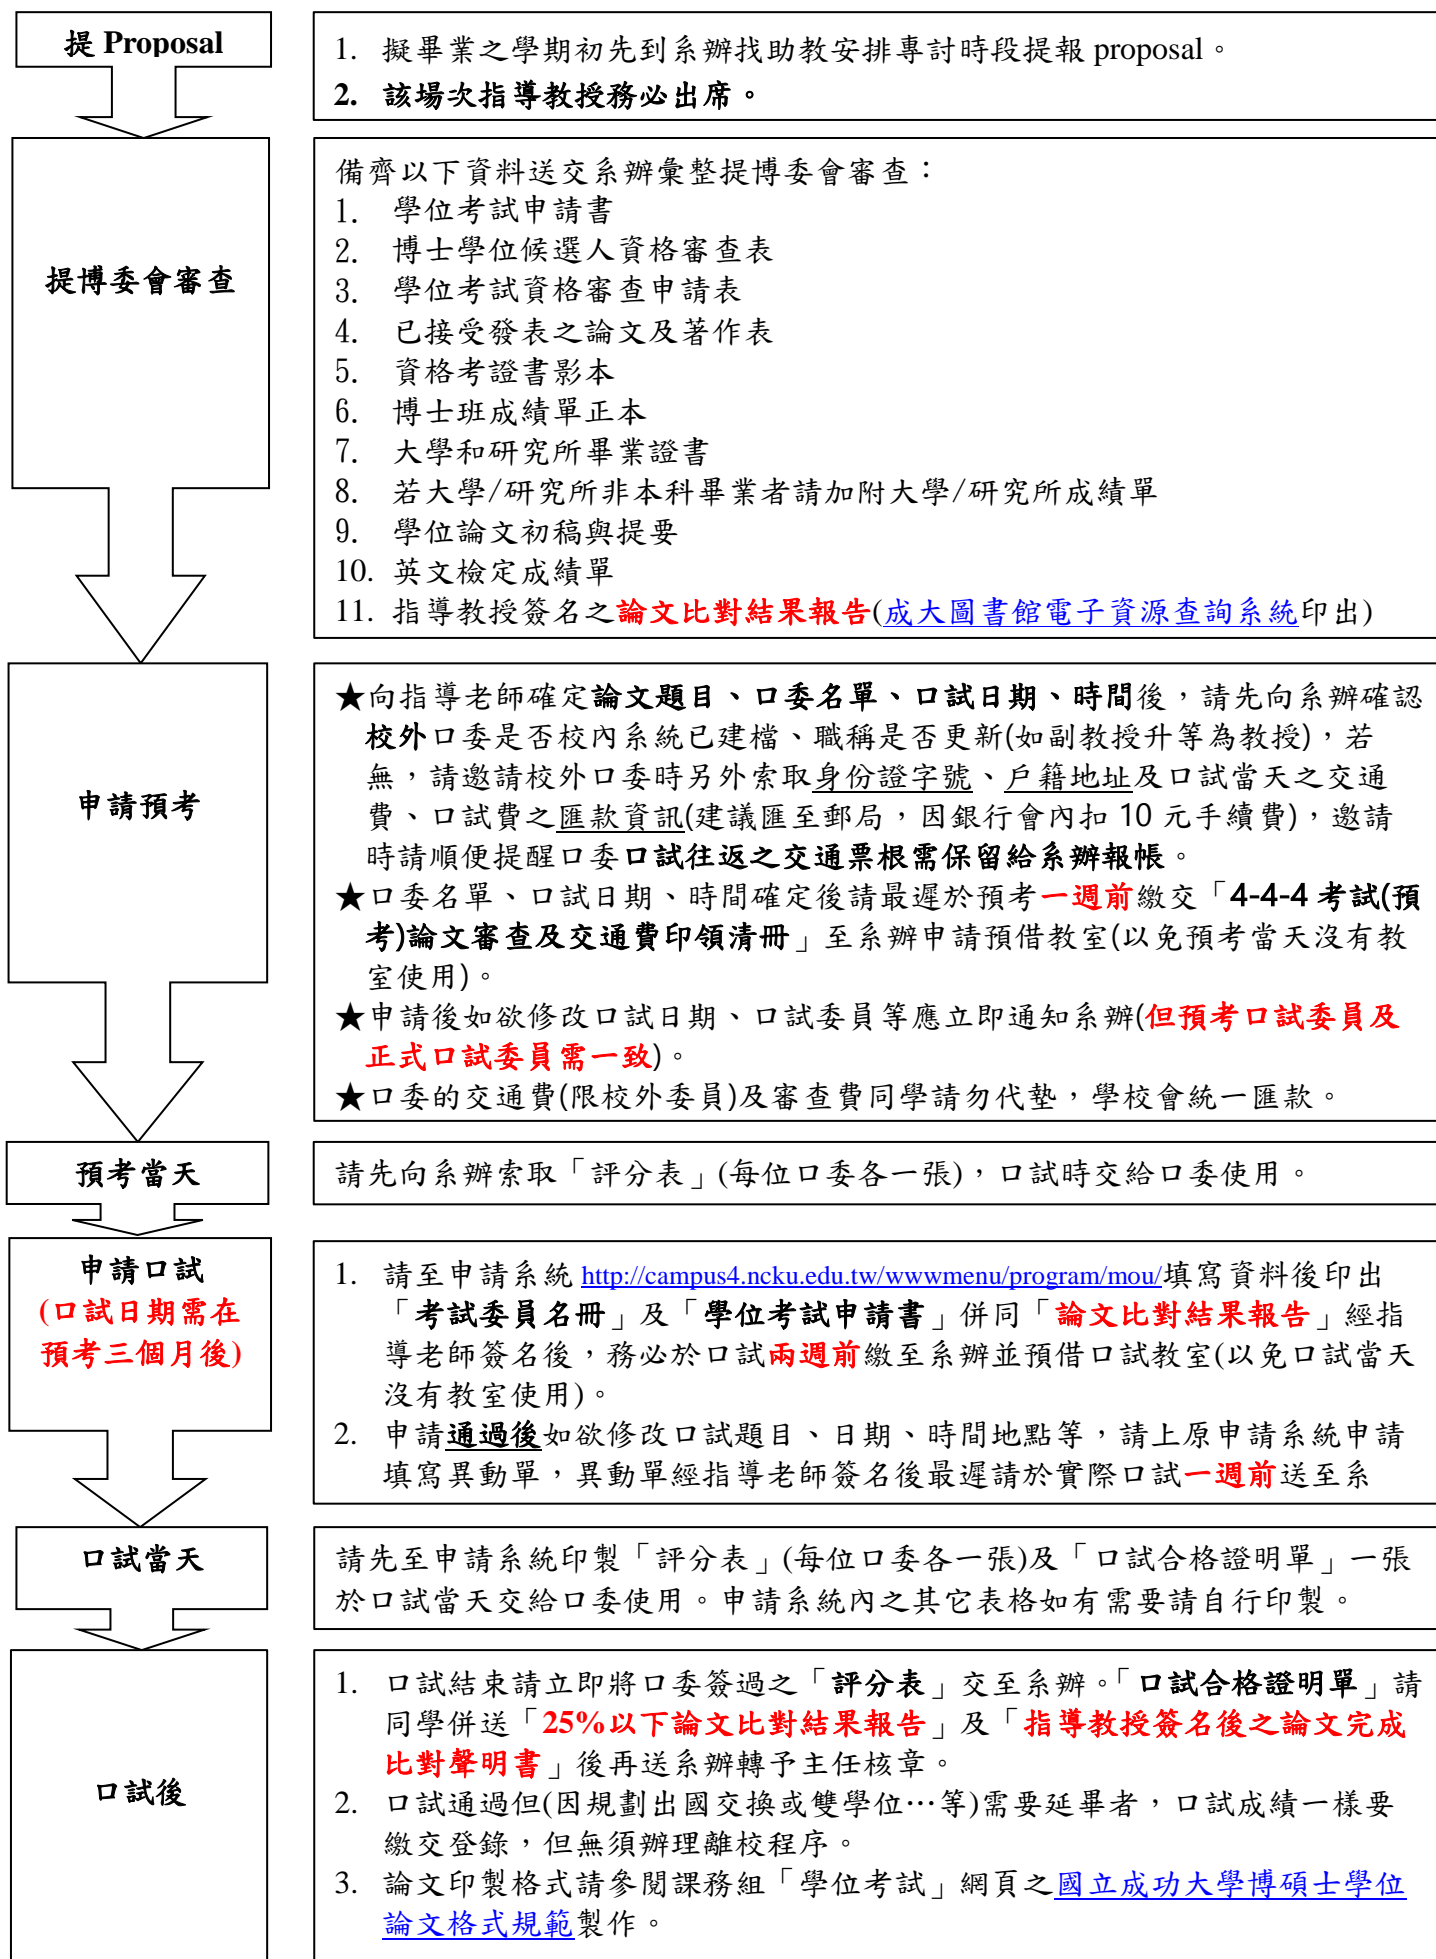 提 Proposal
1. 擬畢業之學期初先到系辦找助教安排專討時段提報 proposal。
2. 該場次指導教授務必出席。
提博委會審查
備齊以下資料送交系辦彙整提博委會審查：
1. 學位考試申請書
2. 博士學位候選人資格審查表
3. 學位考試資格審查申請表
4. 已接受發表之論文及著作表
5. 資格考證書影本
6. 博士班成績單正本
7. 大學和研究所畢業證書
8. 若大學/研究所非本科畢業者請加附大學/研究所成績單
9. 學位論文初稿與提要
10. 英文檢定成績單
11. 指導教授簽名之論文比對結果報告(成大圖書館電子資源查詢系統印出)
申請預考
★向指導老師確定論文題目、口委名單、口試日期、時間後，請先向系辦確認
校外口委是否校內系統已建檔、職稱是否更新(如副教授升等為教授)，若
無，請邀請校外口委時另外索取身份證字號、戶籍地址及口試當天之交通
費、口試費之匯款資訊(建議匯至郵局，因銀行會內扣 10 元手續費)，邀請
時請順便提醒口委口試往返之交通票根需保留給系辦報帳。
★口委名單、口試日期、時間確定後請最遲於預考一週前繳交「4-4-4 考試(預
考)論文審查及交通費印領清冊」至系辦申請預借教室(以免預考當天沒有教
室使用)。
★申請後如欲修改口試日期、口試委員等應立即通知系辦(但預考口試委員及
正式口試委員需一致)。
★口委的交通費(限校外委員)及審查費同學請勿代墊，學校會統一匯款。
預考當天
請先向系辦索取「評分表」(每位口委各一張)，口試時交給口委使用。
申請口試
(口試日期需在
預考三個月後)
1. 請至申請系統 http://campus4.ncku.edu.tw/wwwmenu/program/mou/填寫資料後印出
「考試委員名冊」及「學位考試申請書」併同「論文比對結果報告」經指
導老師簽名後，務必於口試兩週前繳至系辦並預借口試教室(以免口試當天
沒有教室使用)。
2. 申請通過後如欲修改口試題目、日期、時間地點等，請上原申請系統申請
填寫異動單，異動單經指導老師簽名後最遲請於實際口試一週前送至系
口試當天
請先至申請系統印製「評分表」(每位口委各一張)及「口試合格證明單」一張
於口試當天交給口委使用。申請系統內之其它表格如有需要請自行印製。
口試後
1. 口試結束請立即將口委簽過之「評分表」交至系辦。「口試合格證明單」請
同學併送「25%以下論文比對結果報告」及「指導教授簽名後之論文完成
比對聲明書」後再送系辦轉予主任核章。
2. 口試通過但(因規劃出國交換或雙學位…等)需要延畢者，口試成績一樣要
繳交登錄，但無須辦理離校程序。
3. 論文印製格式請參閱課務組「學位考試」網頁之國立成功大學博碩士學位
論文格式規範製作。